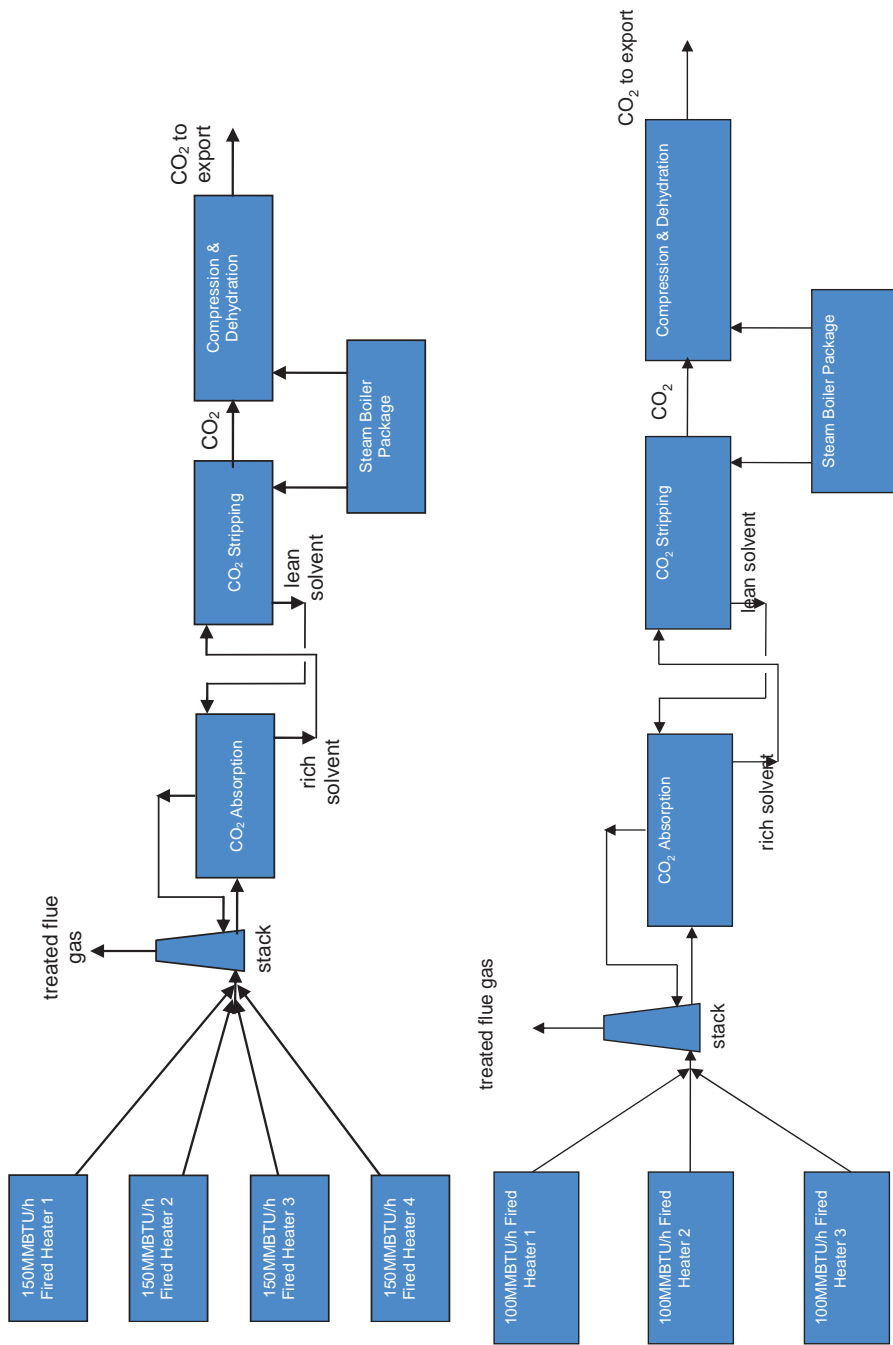 150MMBTU/h
Fired Heater 1
150MMBTU/h
Fired Heater 2
150MMBTU/h
Fired Heater 3
150MMBTU/h
Fired Heater 4
treated flue
gas
stack
CO₂ Absorption
rich
solvent
lean
solvent
CO₂ Stripping
CO₂
Steam Boiler
Package
Compression &
Dehydration
CO₂ to
export
100MMBTU/h Fired
Heater 1
100MMBTU/h Fired
Heater 2
100MMBTU/h Fired
Heater 3
treated flue gas
stack
CO₂ Absorption
rich solvent
lean solvent
CO₂ Stripping
CO₂
Steam Boiler Package
Compression & Dehydration
CO₂ to export